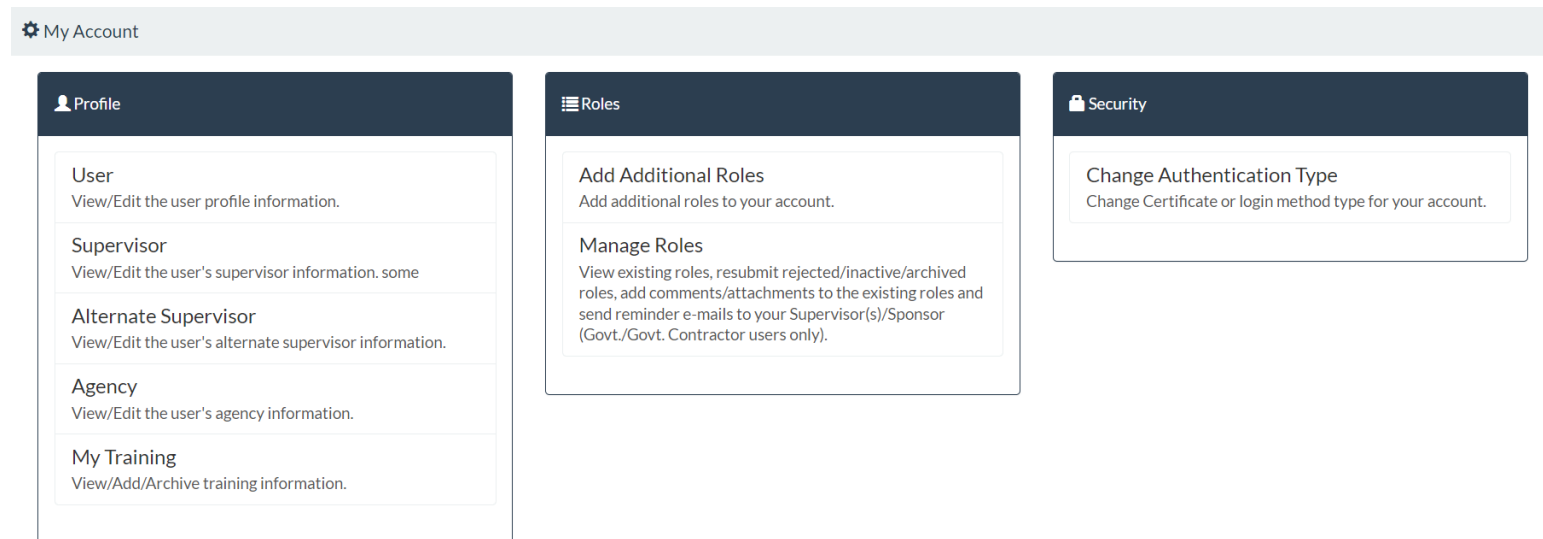 My Account
Profile
User
View/Edit the user profile information.
Supervisor
View/Edit the user's supervisor information. some
Alternate Supervisor
View/Edit the user's alternate supervisor information.
Agency
View/Edit the user's agency information.
My Training
View/Add/Archive training information.
Roles
Add Additional Roles
Add additional roles to your account.
Manage Roles
View existing roles, resubmit rejected/inactive/archived
roles, add comments/attachments to the existing roles and
send reminder e-mails to your Supervisor(s)/Sponsor
(Govt./Govt. Contractor users only).
Security
Change Authentication Type
Change Certificate or login method type for your account.